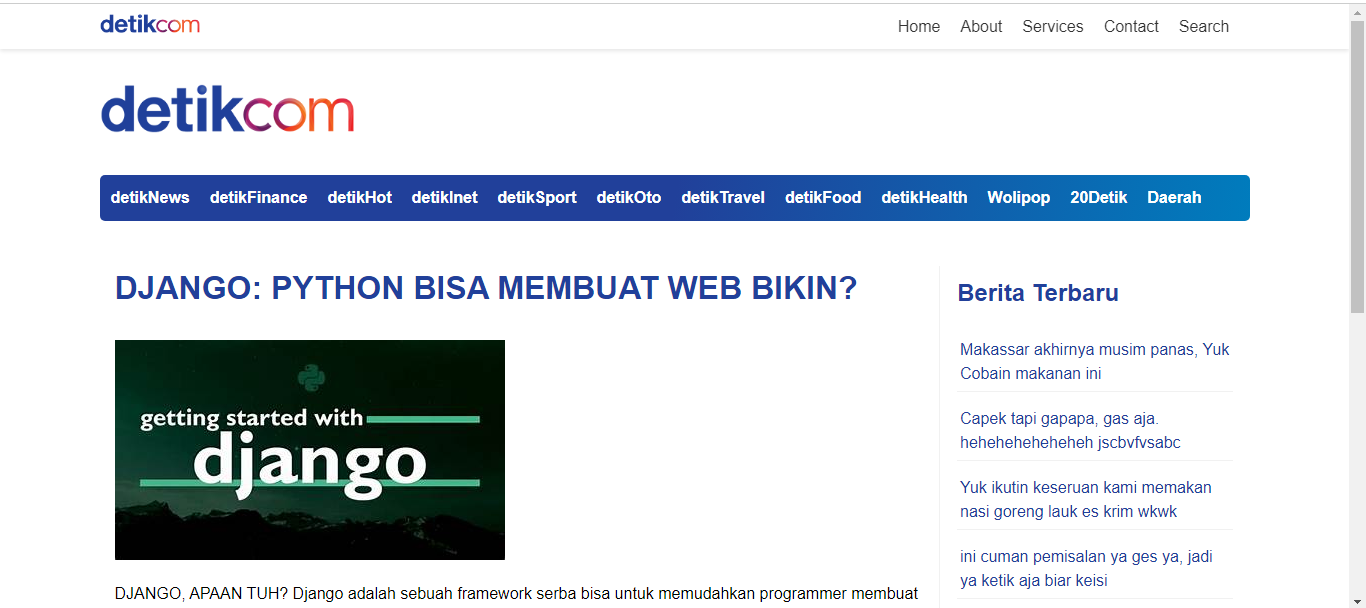 detikcom
Home About Services Contact Search
detikcom
detikNews detikFinance detikHot detikInet detikSport detikOto detikTravel detikFood detikHealth Wolipop 20Detik Daerah
DJANGO: PYTHON BISA MEMBUAT WEB BIKIN?
getting started with
django
DJANGO, APAAN TUH? Django adalah sebuah framework serba bisa untuk memudahkan programmer membuat
Berita Terbaru
Makassar akhirnya musim panas, Yuk
Cobain makanan ini
Capek tapi gapapa, gas aja.
heheheheheheheh jscbvfvsabc
Yuk ikutin keseruan kami memakan
nasi goreng lauk es krim wkwk
ini cuman pemisalan ya ges ya, jadi
ya ketik aja biar keisi